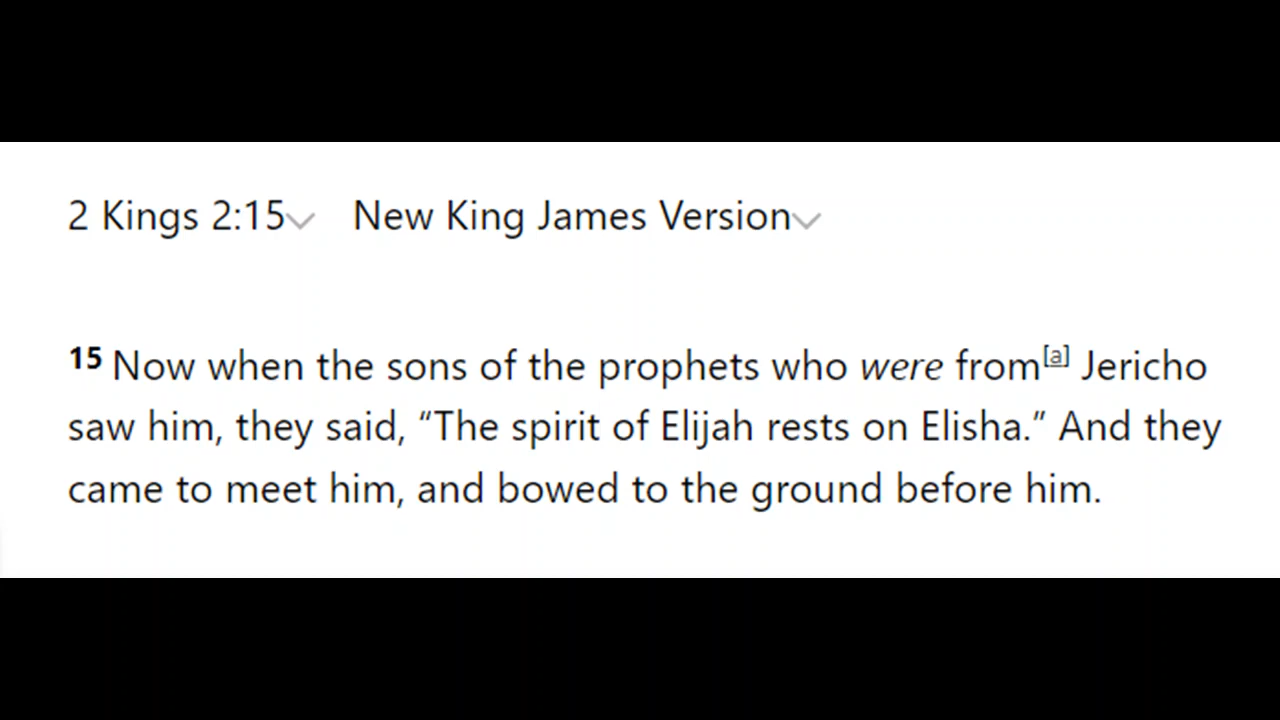 2 Kings 2:15 New King James Version
15 Now when the sons of the prophets who were from[a] Jericho
saw him, they said, “The spirit of Elijah rests on Elisha.” And they
came to meet him, and bowed to the ground before him.